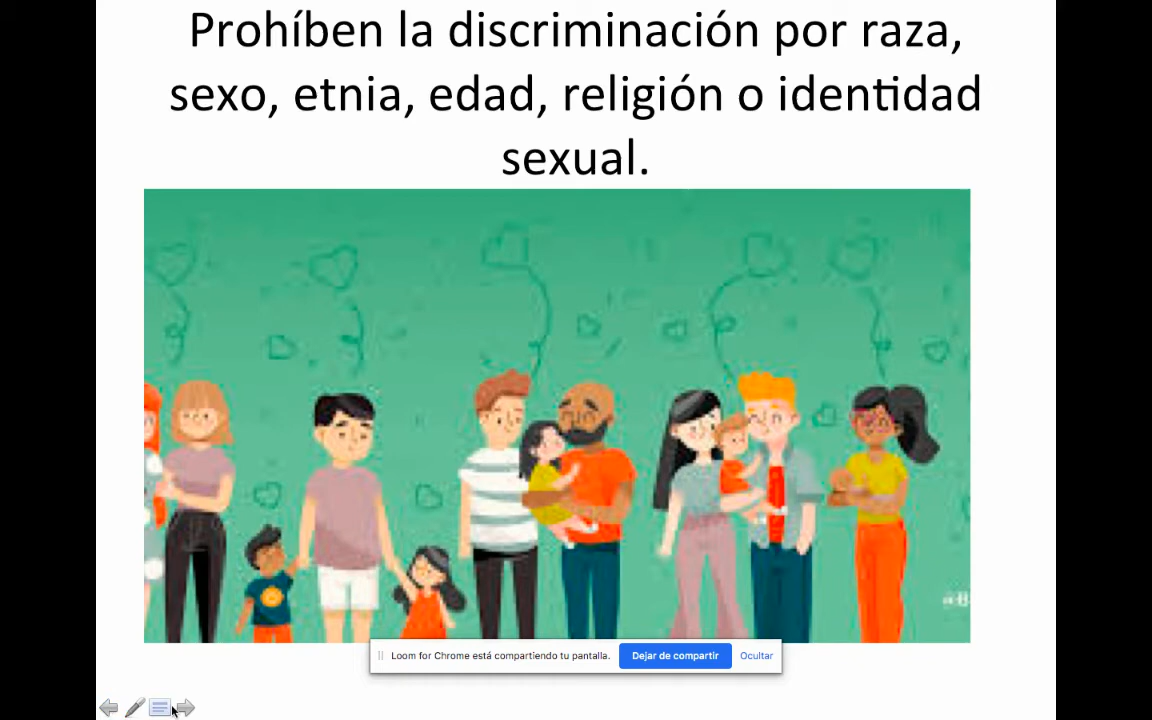 Prohíben la discriminación por raza,
sexo, etnia, edad, religión o identidad
sexual.
Loom for Chrome está compartiendo tu pantalla.
Dejar de compartir
Ocultar